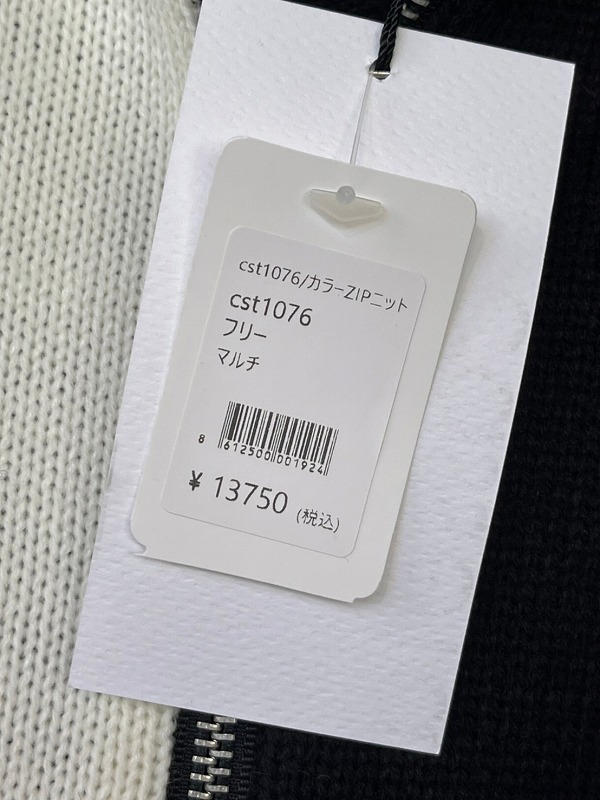 cst1076/カラーZIPニット
cst1076
フリー
マルチ
8 612500 001924
¥ 13750 (税込)